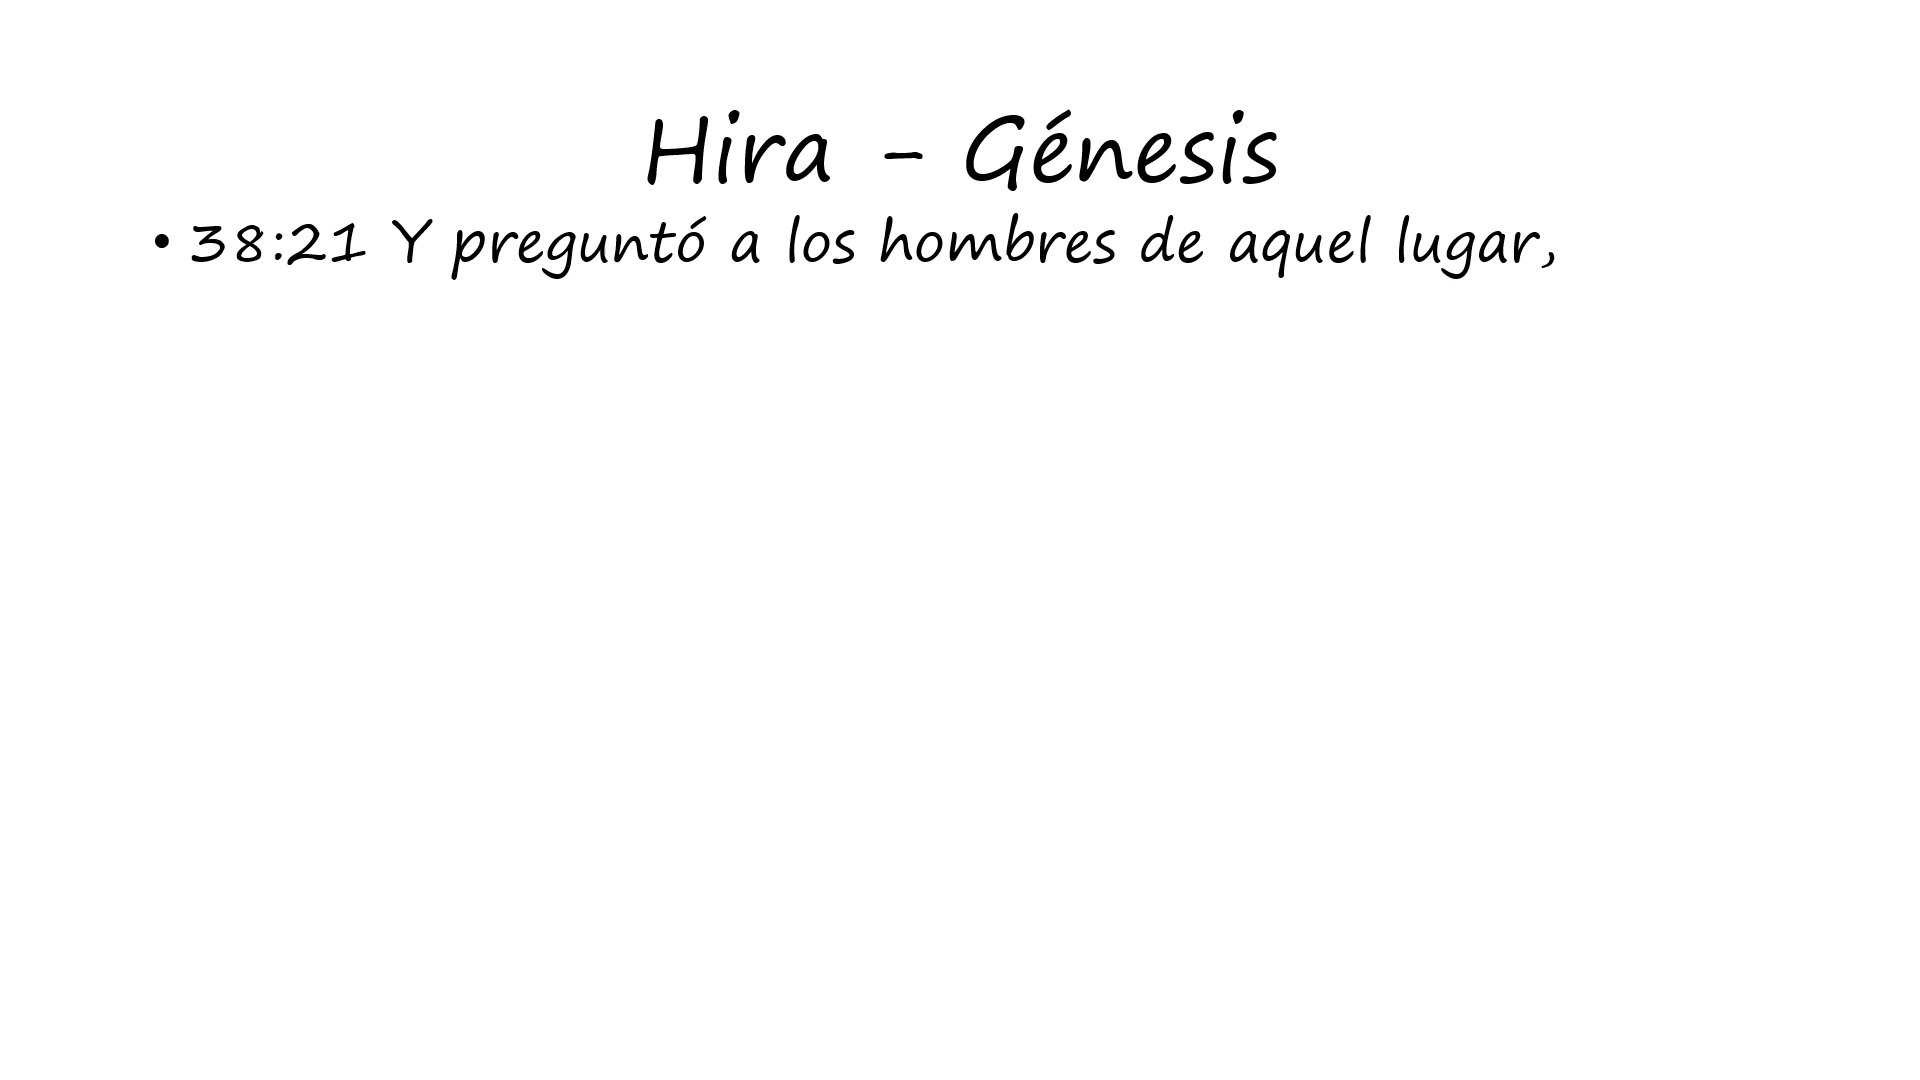 Hira - Génesis
• 38:21 Y preguntó a los hombres de aquel lugar,